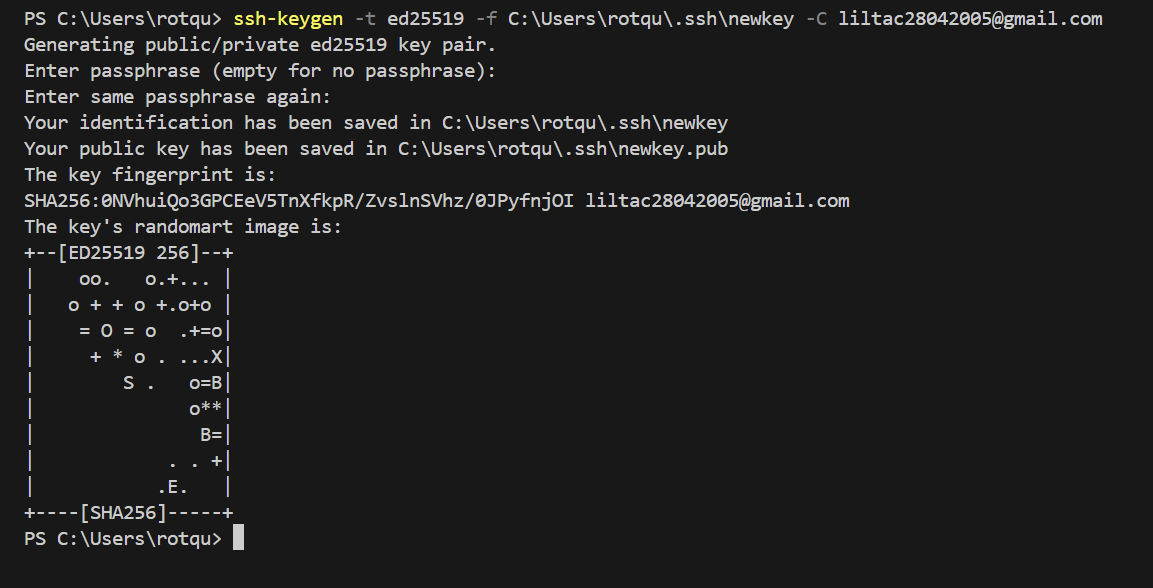 PS C:\Users\rotqu> ssh-keygen -t ed25519 -f C:\Users\rotqu\.ssh\newkey -C liltac28042005@gmail.com
Generating public/private ed25519 key pair.
Enter passphrase (empty for no passphrase):
Enter same passphrase again:
Your identification has been saved in C:\Users\rotqu\.ssh\newkey
Your public key has been saved in C:\Users\rotqu\.ssh\newkey.pub
The key fingerprint is:
SHA256:0NVhuiQo3GPCEeV5TnXfkpR/ZvslnSVhz/0JPyfnjOI liltac28042005@gmail.com
The key's randomart image is:
+--[ED25519 256]--+
|    oo.   o.+... |
|   o + + o +.o+o |
|    = O = o  .+=o|
|     + * o . ...X|
|        S .   o=B|
|              o**|
|               B=|
|            . . +|
|           .E.   |
+----[SHA256]-----+
PS C:\Users\rotqu>